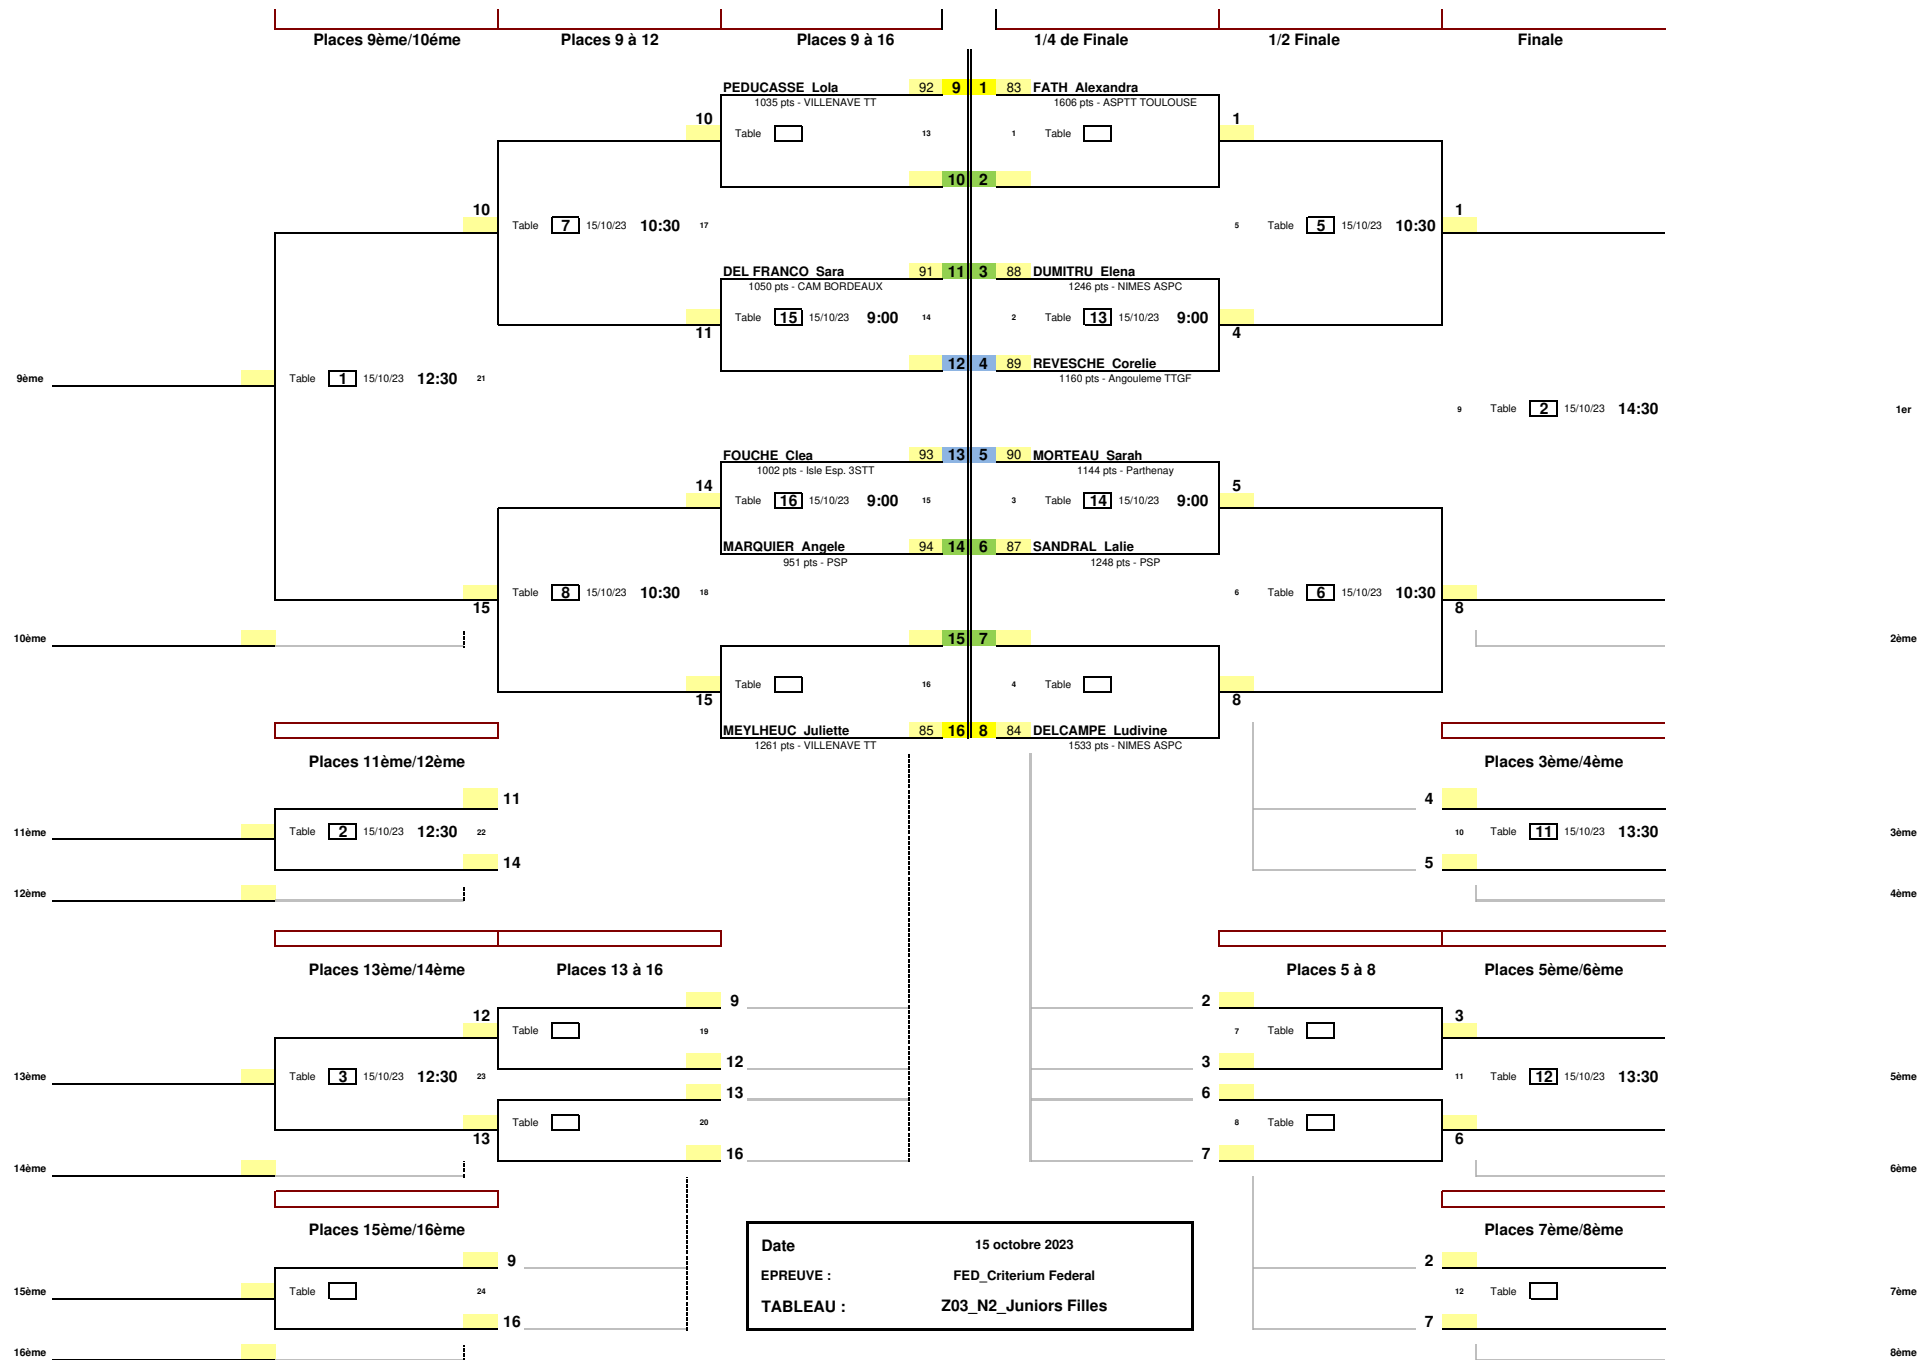 Places 9ème/10éme Places 9 à 12 Places 9 à 16 1/4 de Finale 1/2 Finale Finale
PEDUCASSE Lola 92 9 1 83 FATH Alexandra
1035 pts - VILLENAVE TT 1606 pts - ASPTT TOULOUSE
10 1
Table 13 1 Table
10 2
10 1
Table 7 15/10/23 10:30 17 5 Table 5 15/10/23 10:30
DEL FRANCO Sara 91 11 3 88 DUMITRU Elena
1050 pts - CAM BORDEAUX 1246 pts - NIMES ASPC
Table 15 15/10/23 9:00 14 2 Table 13 15/10/23 9:00
11 4
12 4 89 REVESCHE Corelie
1160 pts - Angouleme TTGF
9ème Table 1 15/10/23 12:30 21
9 Table 2 15/10/23 14:30 1er
FOUCHE Clea 93 13 5 90 MORTEAU Sarah
1002 pts - Isle Esp. 3STT 1144 pts - Parthenay
14 5
Table 16 15/10/23 9:00 15 3 Table 14 15/10/23 9:00
MARQUIER Angele 94 14 6 87 SANDRAL Lalie
951 pts - PSP 1248 pts - PSP
Table 8 15/10/23 10:30 18 6 Table 6 15/10/23 10:30
15 8
10ème 15 7 2ème
Table 16 4 Table
15 8
MEYLHEUC Juliette 85 16 8 84 DELCAMPE Ludivine
1261 pts - VILLENAVE TT 1533 pts - NIMES ASPC
Places 11ème/12ème Places 3ème/4ème
11 4
11ème Table 2 15/10/23 12:30 22 10 Table 11 15/10/23 13:30 3ème
14 5
12ème 4ème
Places 13ème/14ème Places 13 à 16 Places 5 à 8 Places 5ème/6ème
9 2
12 3
Table 19 7 Table
12 3
13ème Table 3 15/10/23 12:30 23 11 Table 12 15/10/23 13:30 5ème
13 6
Table 20 8 Table
13 6
16 7
14ème 6ème
Places 15ème/16ème Places 7ème/8ème
Date 15 octobre 2023
9 2
EPREUVE : FED_Criterium Federal
15ème Table 24 12 Table 7ème
TABLEAU : Z03_N2_Juniors Filles
16 7
16ème 8ème